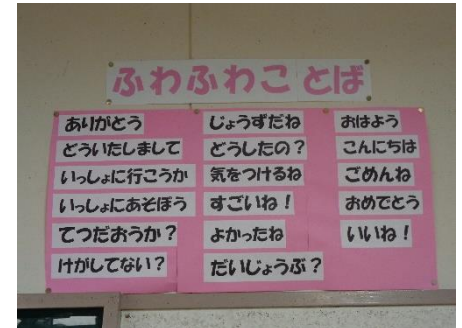 ふわふわことば
ありがとう
どういたしまして
いっしょに行こうか
いっしょにあそぼう
てつだおうか？
けがしてない？
じょうずだね
どうしたの？
気をつけるね
すごいね！
よかったね
だいじょうぶ？
おはよう
こんにちは
ごめんね
おめでとう
いいね！